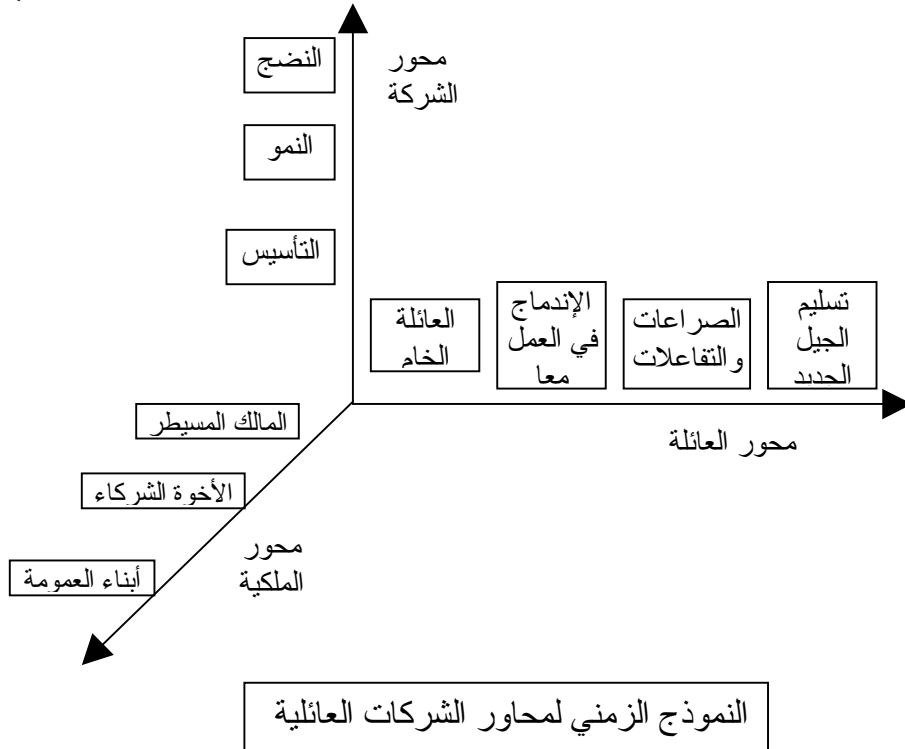 النضج
محور
الشركة
النمو
التأسيس
العائلة
الخام
الإندماج
في العمل
معا
الصراعات
والتفاعلات
تسليم
الجيل
الجديد
محور العائلة
المالك المسيطر
الأخوة الشركاء
أبناء العمومة
محور
الملكية
النموذج الزمني لمحاور الشركات العائلية